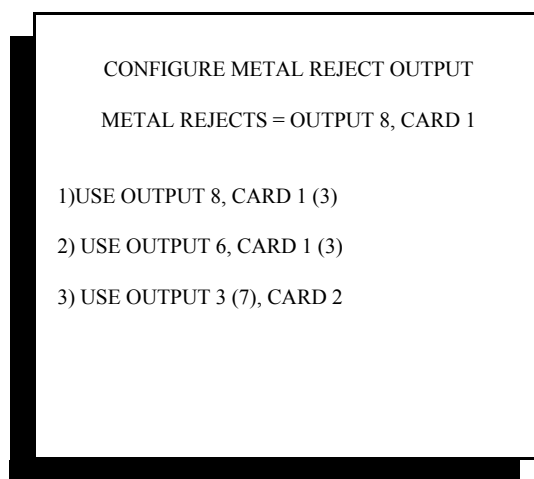 CONFIGURE METAL REJECT OUTPUT
METAL REJECTS = OUTPUT 8, CARD 1
1)USE OUTPUT 8, CARD 1 (3)
2) USE OUTPUT 6, CARD 1 (3)
3) USE OUTPUT 3 (7), CARD 2